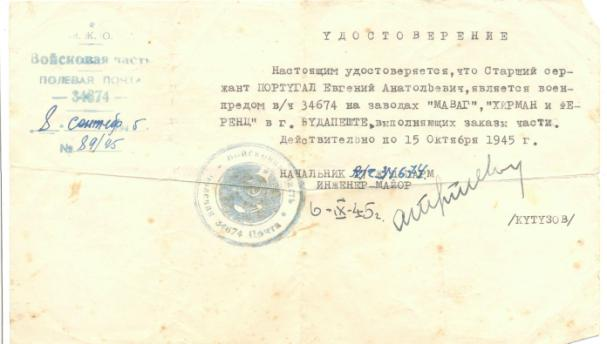 УДОСТОВЕРЕНИЕ
Н.К.О.
Войсковая часть
ПОЛЕВАЯ ПОЧТА
— 34674 —
8 сентбр 5.
№ 89/45
Настоящим удостоверяется, что Старший сер-
жант ПОРТУГАЛ Евгений Анатольевич, является воен-
предом в/ч 34674 на заводах "МАВАГ", "ХИРМАН и ФЕ-
РЕНЦ" в г. БУДАПЕШТЕ, выполняющих заказы части.
Действительно по 15 Октября 1945 г.
НАЧАЛЬНИК в/ч 34674
ИНЖЕНЕР-МАЙОР
6-IX-45г.
/КУТУЗОВ/
Войсковая часть
34674 Почта